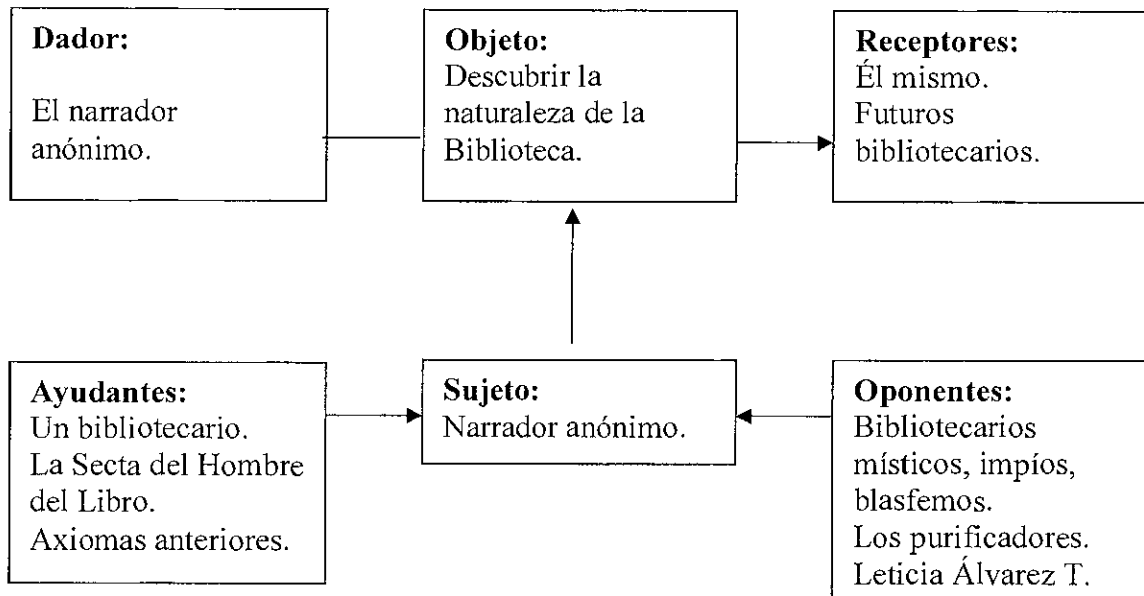 Dador:
El narrador
anónimo.
Objeto:
Descubrir la
naturaleza de la
Biblioteca.
Receptores:
Él mismo.
Futuros
bibliotecarios.
Ayudantes:
Un bibliotecario.
La Secta del Hombre
del Libro.
Axiomas anteriores.
Sujeto:
Narrador anónimo.
Oponentes:
Bibliotecarios
místicos, impíos,
blasfemos.
Los purificadores.
Leticia Álvarez T.